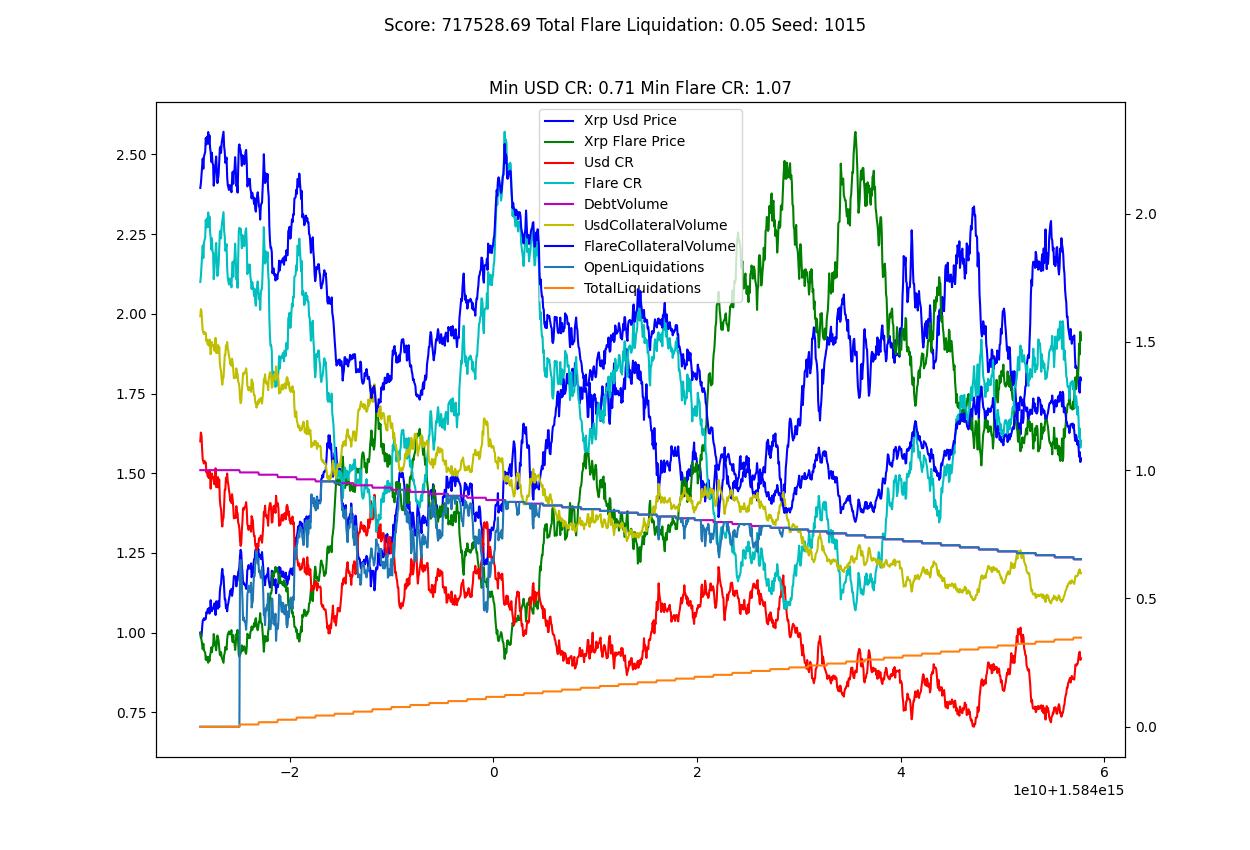 Score: 717528.69 Total Flare Liquidation: 0.05 Seed: 1015
Min USD CR: 0.71 Min Flare CR: 1.07
Xrp Usd Price
Xrp Flare Price
Usd CR
Flare CR
DebtVolume
UsdCollateralVolume
FlareCollateralVolume
OpenLiquidations
TotalLiquidations
2.50
2.25
2.00
1.75
1.50
1.25
1.00
0.75
2.0
1.5
1.0
0.5
0.0
−2 0 2 4 6
1e10+1.584e15